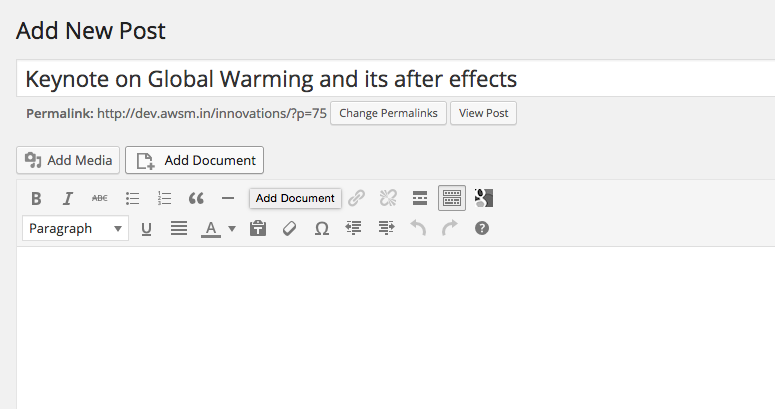 Add New Post
Keynote on Global Warming and its after effects
Permalink: http://dev.awsm.in/innovations/?p=75 Change Permalinks View Post
Add Media Add Document
B I ABC Add Document
Paragraph U A T Ω ?